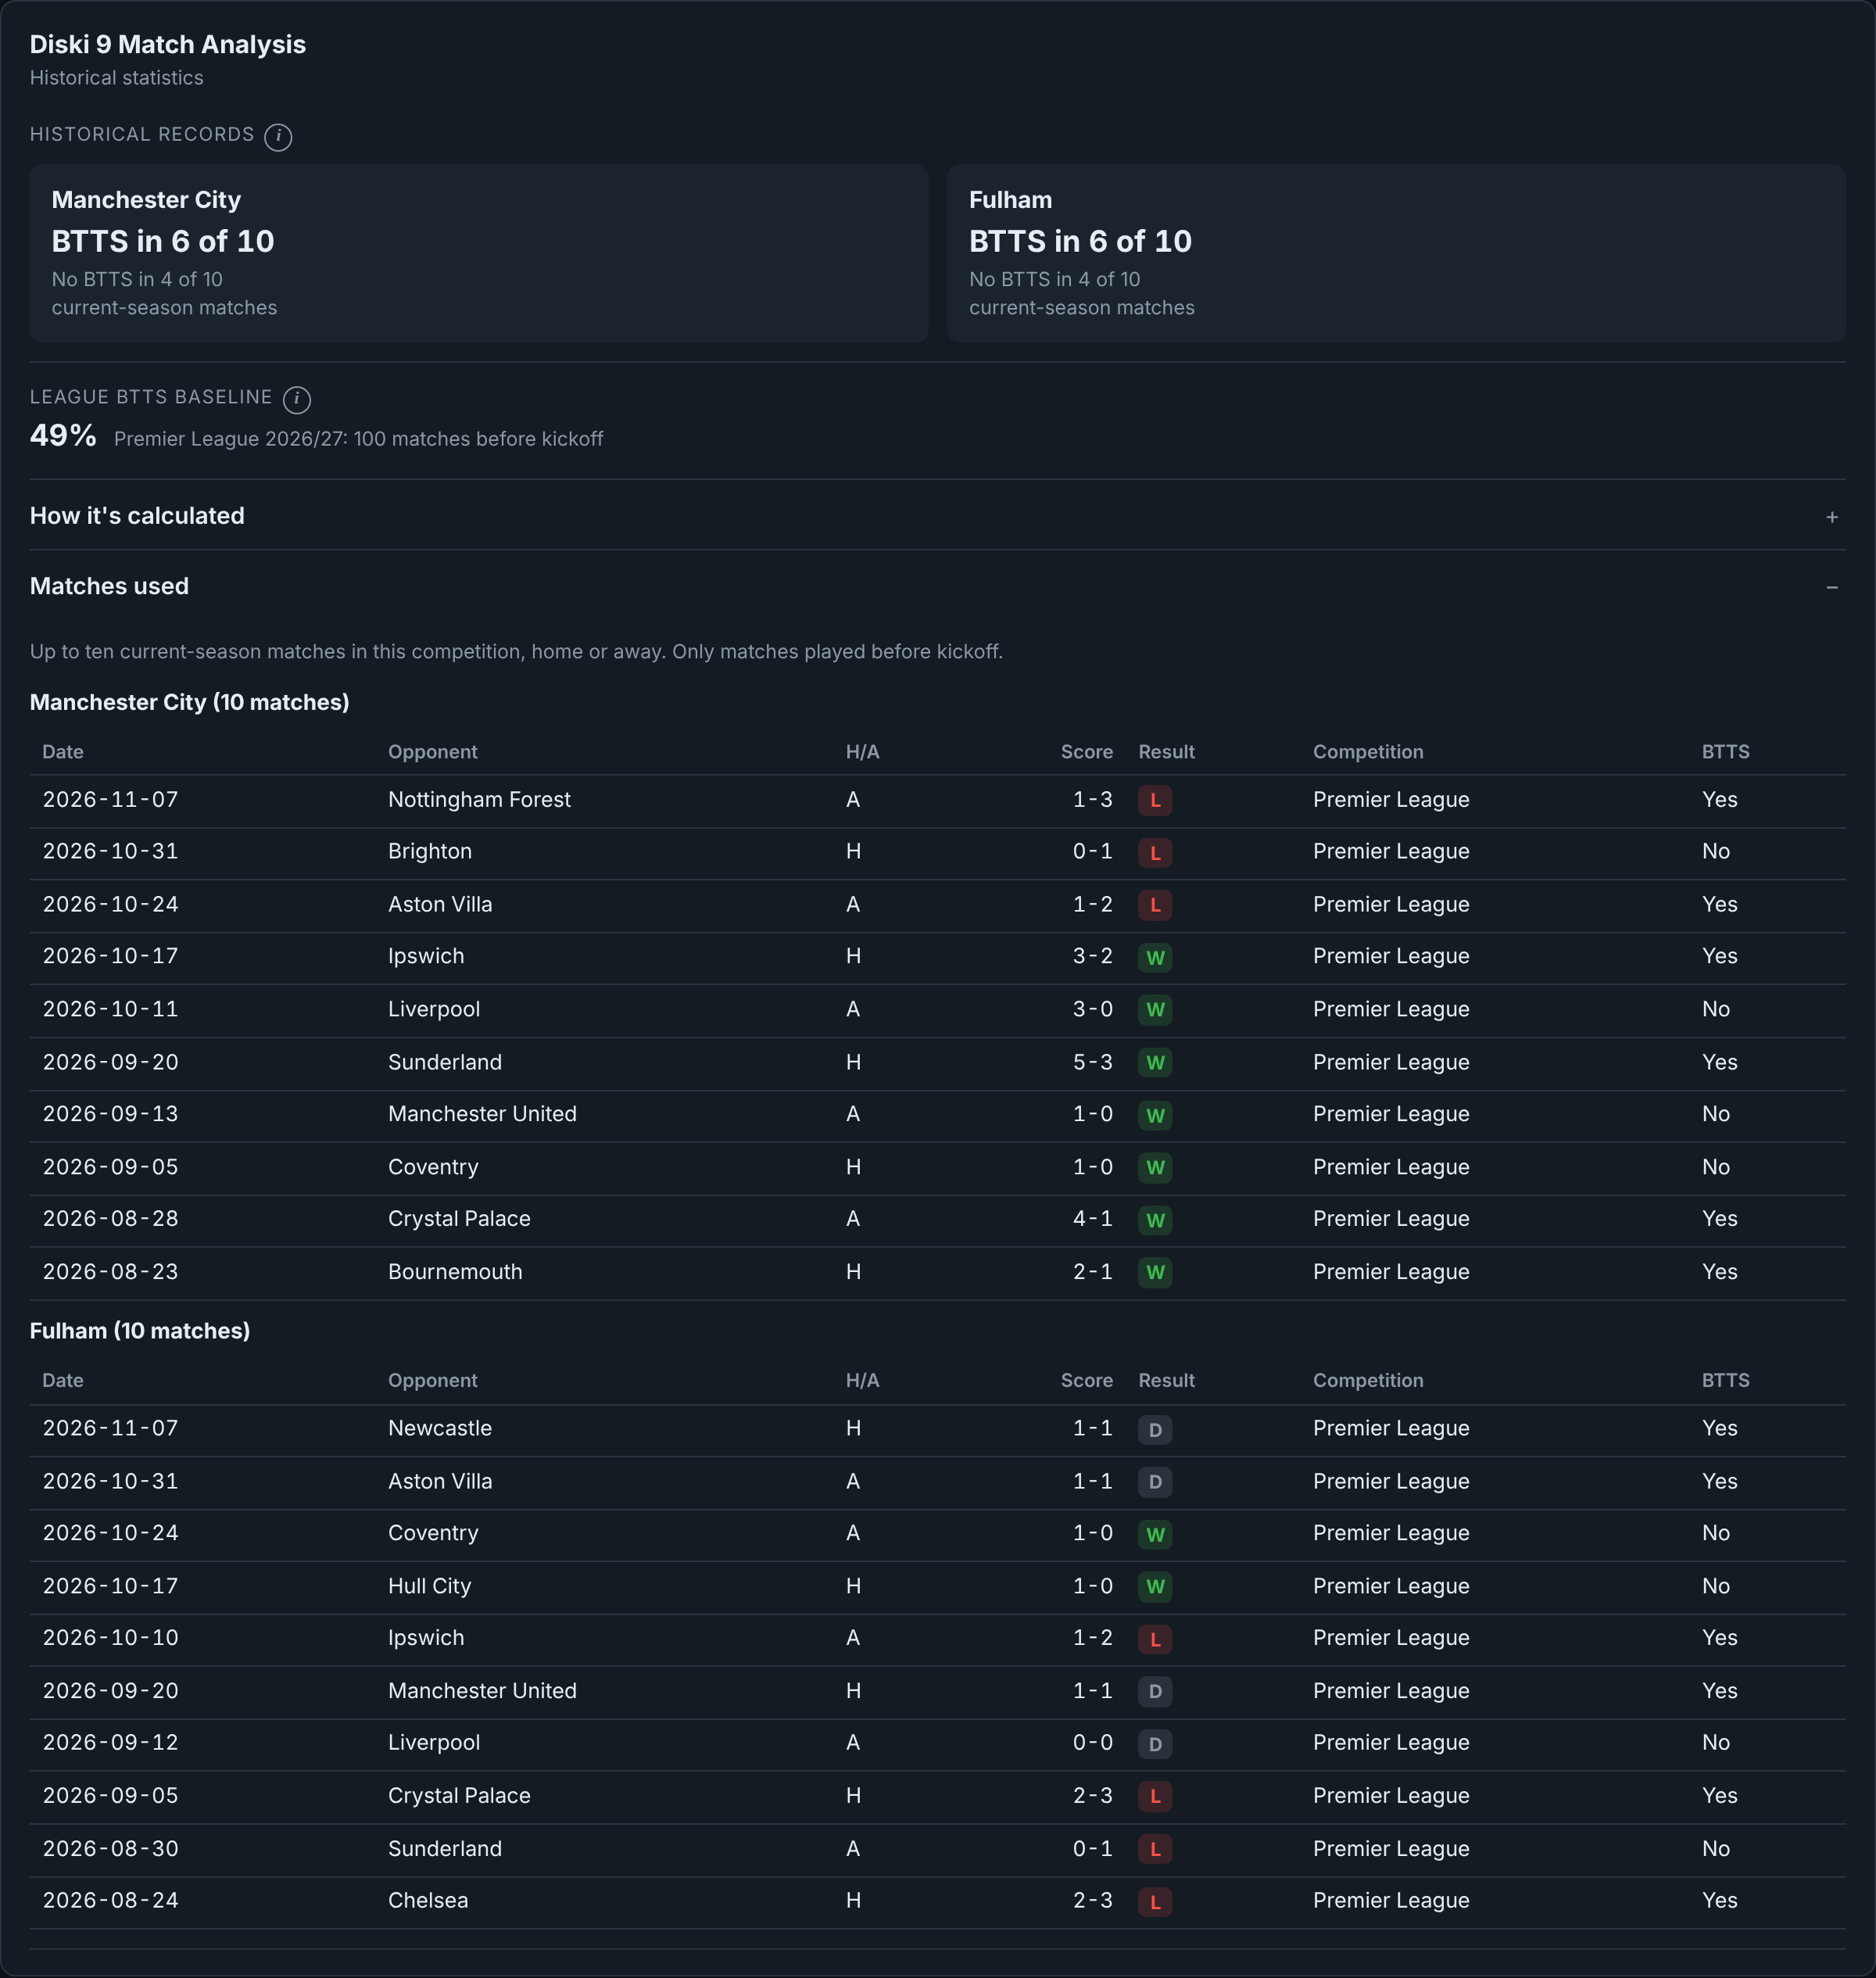 Diski 9 Match Analysis
Historical statistics
HISTORICAL RECORDS i
Manchester City
BTTS in 6 of 10
No BTTS in 4 of 10
current-season matches
Fulham
BTTS in 6 of 10
No BTTS in 4 of 10
current-season matches
LEAGUE BTTS BASELINE i
49% Premier League 2026/27: 100 matches before kickoff
How it's calculated +
Matches used −
Up to ten current-season matches in this competition, home or away. Only matches played before kickoff.
Manchester City (10 matches)
Date Opponent H/A Score Result Competition BTTS
2026-11-07 Nottingham Forest A 1-3 L Premier League Yes
2026-10-31 Brighton H 0-1 L Premier League No
2026-10-24 Aston Villa A 1-2 L Premier League Yes
2026-10-17 Ipswich H 3-2 W Premier League Yes
2026-10-11 Liverpool A 3-0 W Premier League No
2026-09-20 Sunderland H 5-3 W Premier League Yes
2026-09-13 Manchester United A 1-0 W Premier League No
2026-09-05 Coventry H 1-0 W Premier League No
2026-08-28 Crystal Palace A 4-1 W Premier League Yes
2026-08-23 Bournemouth H 2-1 W Premier League Yes
Fulham (10 matches)
Date Opponent H/A Score Result Competition BTTS
2026-11-07 Newcastle H 1-1 D Premier League Yes
2026-10-31 Aston Villa A 1-1 D Premier League Yes
2026-10-24 Coventry A 1-0 W Premier League No
2026-10-17 Hull City H 1-0 W Premier League No
2026-10-10 Ipswich A 1-2 L Premier League Yes
2026-09-20 Manchester United H 1-1 D Premier League Yes
2026-09-12 Liverpool A 0-0 D Premier League No
2026-09-05 Crystal Palace H 2-3 L Premier League Yes
2026-08-30 Sunderland A 0-1 L Premier League No
2026-08-24 Chelsea H 2-3 L Premier League Yes